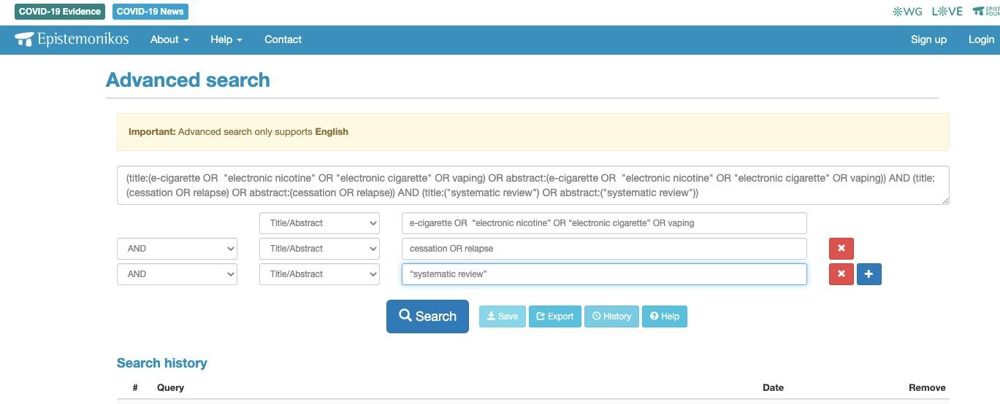 COVID-19 Evidence COVID-19 News WG LOVE
Epistemonikos About Help Contact Sign up Login
Advanced search
Important: Advanced search only supports English
(title:(e-cigarette OR  "electronic nicotine" OR "electronic cigarette" OR vaping) OR abstract:(e-cigarette OR  "electronic nicotine" OR "electronic cigarette" OR vaping)) AND (title:
(cessation OR relapse) OR abstract:(cessation OR relapse)) AND (title:("systematic review") OR abstract:("systematic review"))
Title/Abstract e-cigarette OR  “electronic nicotine” OR “electronic cigarette” OR vaping
AND Title/Abstract cessation OR relapse
AND Title/Abstract “systematic review”
Search Save Export History Help
Search history
# Query Date Remove